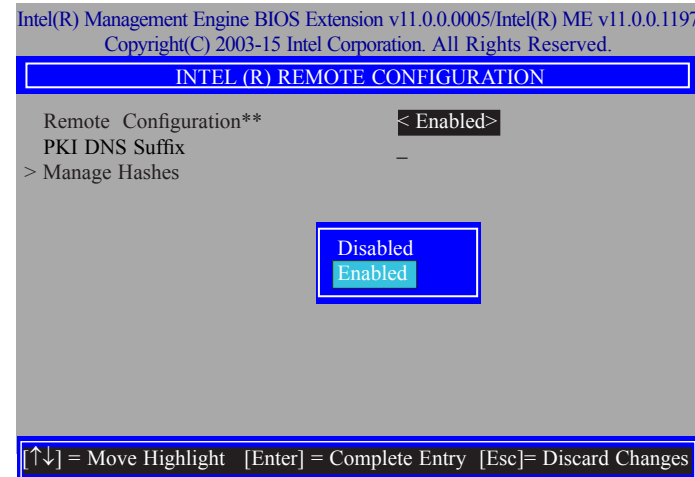 Intel(R) Management Engine BIOS Extension v11.0.0.0005/Intel(R) ME v11.0.0.1197
Copyright(C) 2003-15 Intel Corporation. All Rights Reserved.
INTEL (R) REMOTE CONFIGURATION
Remote Configuration** < Enabled>
PKI DNS Suffix _
> Manage Hashes
Disabled
Enabled
[↑↓] = Move Highlight [Enter] = Complete Entry [Esc]= Discard Changes